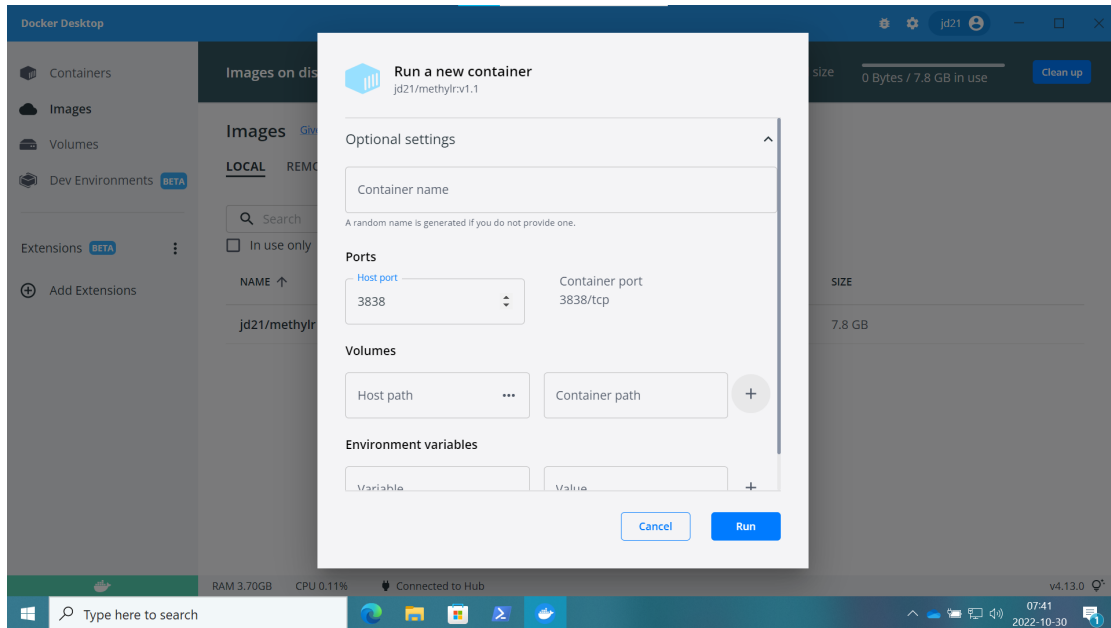 Docker Desktop
jd21
Containers
Images
Volumes
Dev Environments BETA
Extensions BETA
Add Extensions
Images on dis
size
0 Bytes / 7.8 GB in use
Clean up
Images Giv
LOCAL REMO
Search
In use only
NAME
SIZE
jd21/methylr
7.8 GB
Run a new container
jd21/methylr:v1.1
Optional settings
Container name
A random name is generated if you do not provide one.
Ports
Host port
3838
Container port
3838/tcp
Volumes
Host path
Container path
Environment variables
Variable
Value
Cancel
Run
RAM 3.70GB CPU 0.11% Connected to Hub
v4.13.0
Type here to search
07:41
2022-10-30
1